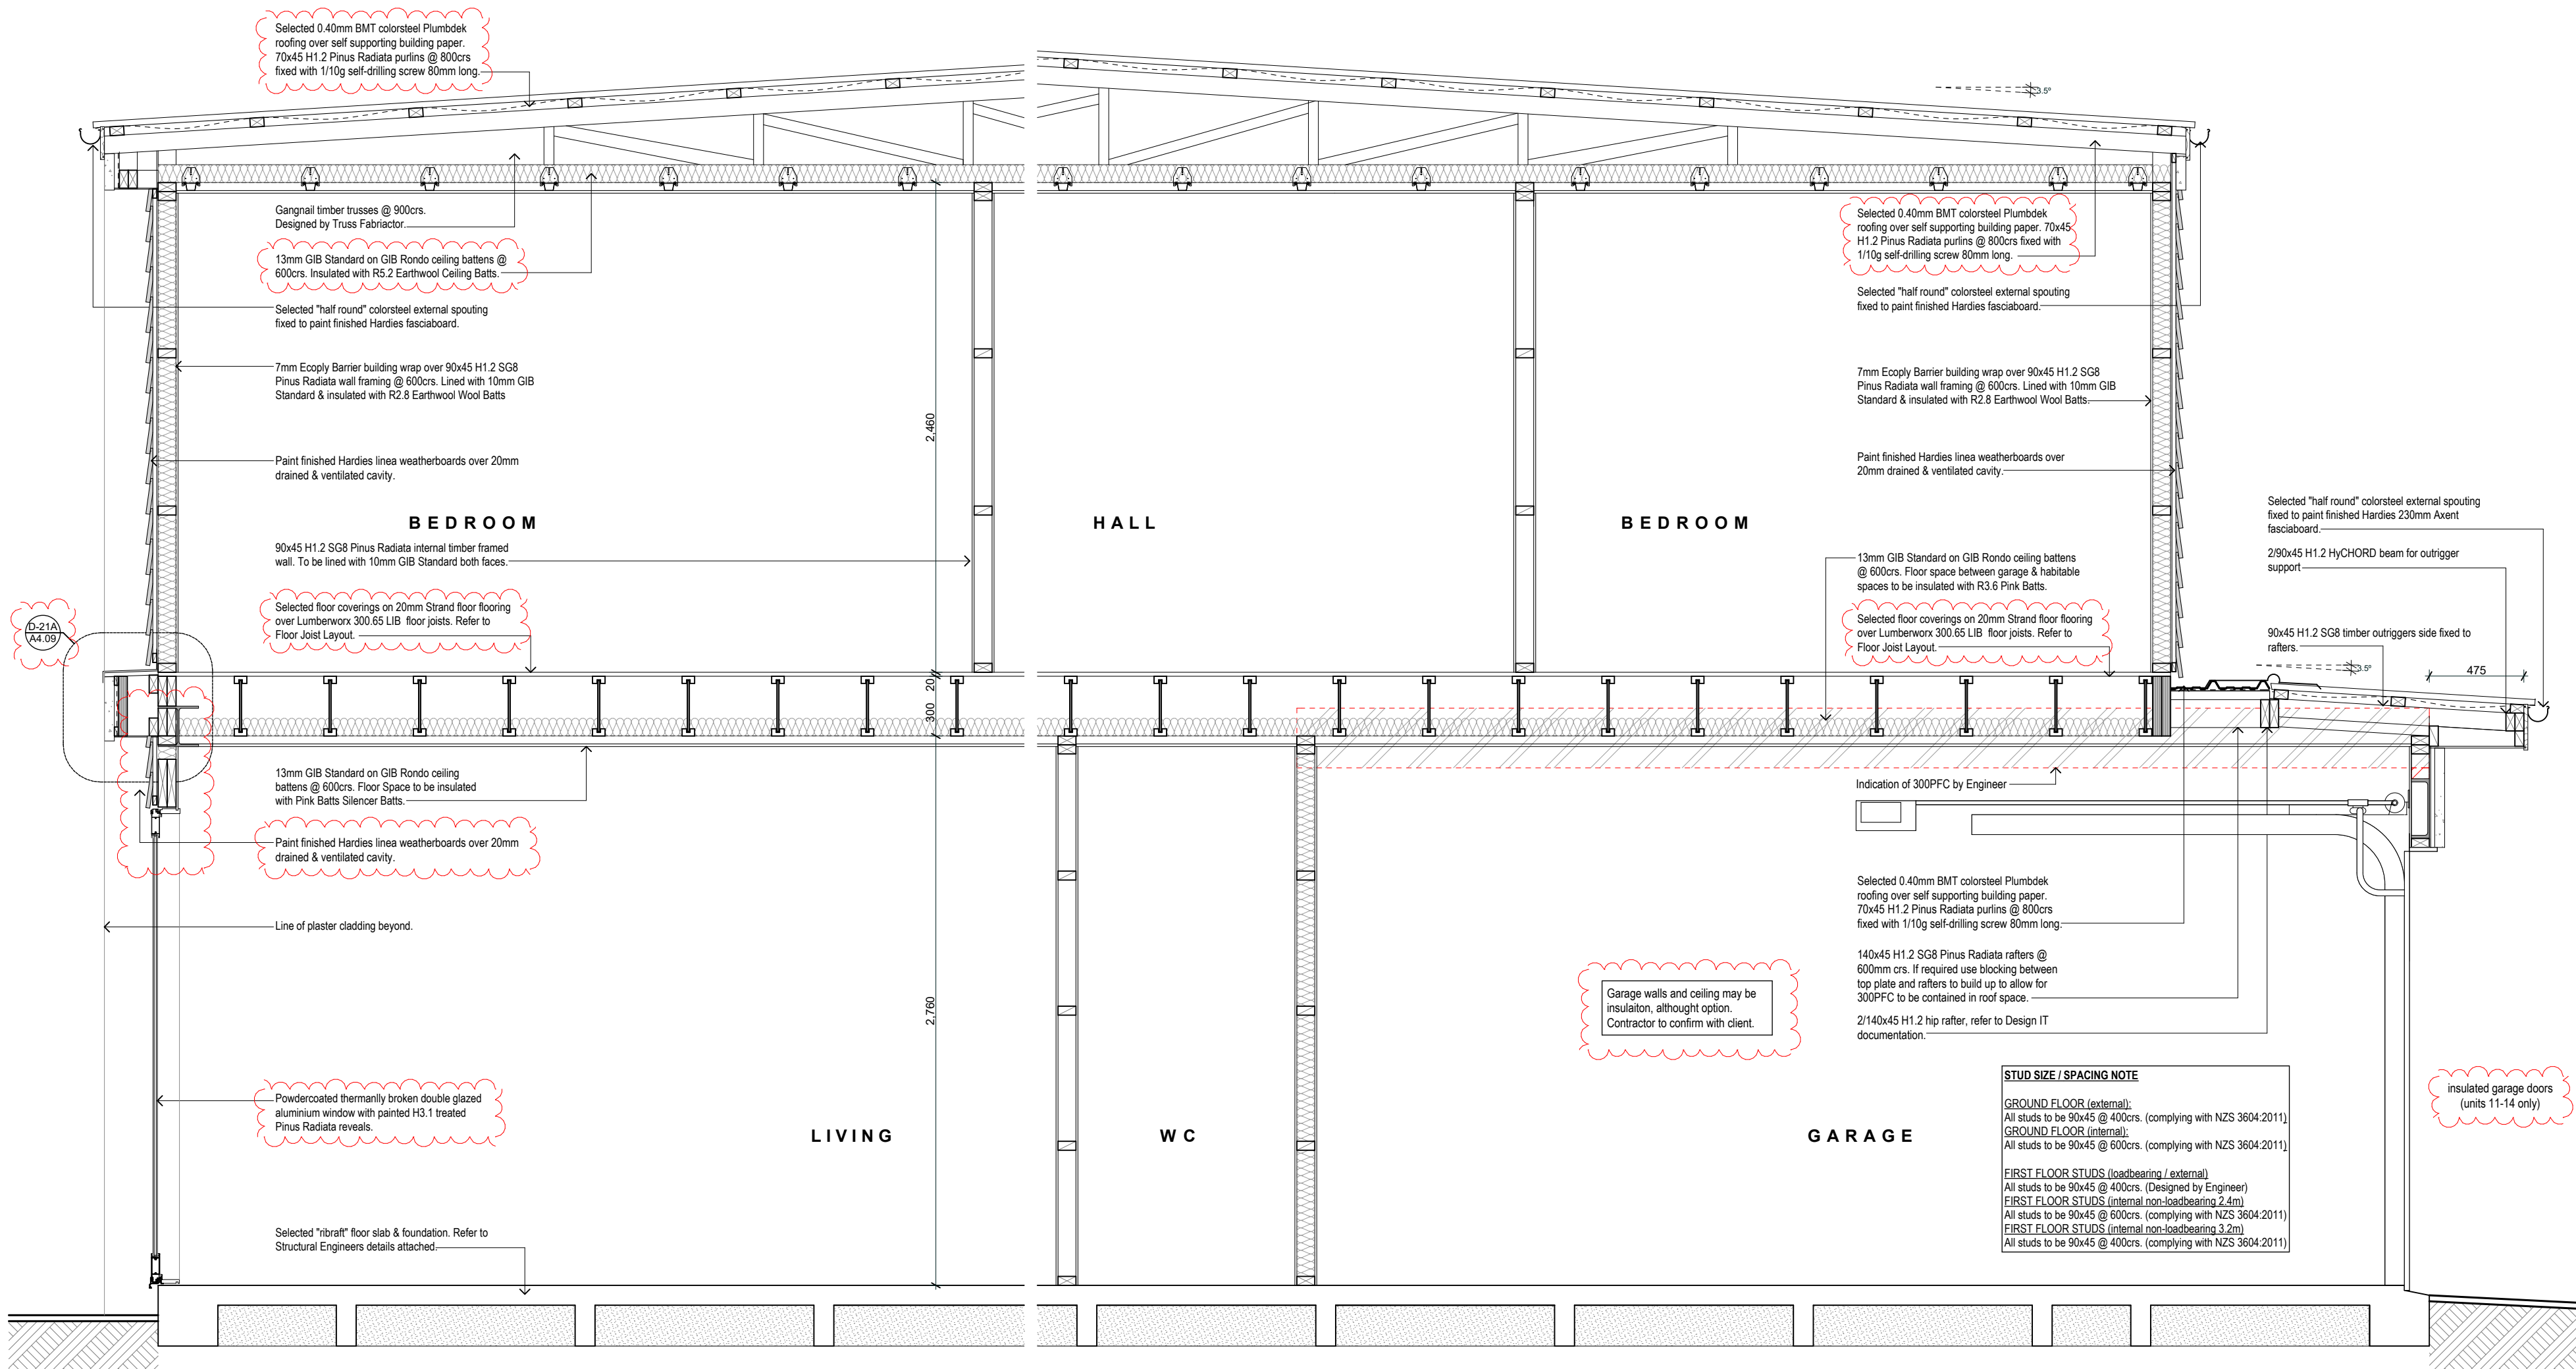 Selected 0.40mm BMT colorsteel Plumbdek
roofing over self supporting building paper.
70x45 H1.2 Pinus Radiata purlins @ 800crs
fixed with 1/10g self-drilling screw 80mm long.
3.5°
Gangnail timber trusses @ 900crs.
Designed by Truss Fabriactor.
13mm GIB Standard on GIB Rondo ceiling battens @
600crs. Insulated with R5.2 Earthwool Ceiling Batts.
Selected "half round" colorsteel external spouting
fixed to paint finished Hardies fasciaboard.
7mm Ecoply Barrier building wrap over 90x45 H1.2 SG8
Pinus Radiata wall framing @ 600crs. Lined with 10mm GIB
Standard & insulated with R2.8 Earthwool Wool Batts
Paint finished Hardies linea weatherboards over 20mm
drained & ventilated cavity.
BEDROOM
90x45 H1.2 SG8 Pinus Radiata internal timber framed
wall. To be lined with 10mm GIB Standard both faces.
Selected floor coverings on 20mm Strand floor flooring
over Lumberworx 300.65 LIB floor joists. Refer to
Floor Joist Layout.
D-21A
A4.09
13mm GIB Standard on GIB Rondo ceiling
battens @ 600crs. Floor Space to be insulated
with Pink Batts Silencer Batts.
Paint finished Hardies linea weatherboards over 20mm
drained & ventilated cavity.
Line of plaster cladding beyond.
Powdercoated thermanlly broken double glazed
aluminium window with painted H3.1 treated
Pinus Radiata reveals.
LIVING
Selected "ribraft" floor slab & foundation. Refer to
Structural Engineers details attached.
2,460
20
300
2,760
HALL
WC
BEDROOM
Selected 0.40mm BMT colorsteel Plumbdek
roofing over self supporting building paper. 70x45
H1.2 Pinus Radiata purlins @ 800crs fixed with
1/10g self-drilling screw 80mm long.
Selected "half round" colorsteel external spouting
fixed to paint finished Hardies fasciaboard.
7mm Ecoply Barrier building wrap over 90x45 H1.2 SG8
Pinus Radiata wall framing @ 600crs. Lined with 10mm GIB
Standard & insulated with R2.8 Earthwool Wool Batts.
Paint finished Hardies linea weatherboards over
20mm drained & ventilated cavity.
13mm GIB Standard on GIB Rondo ceiling battens
@ 600crs. Floor space between garage & habitable
spaces to be insulated with R3.6 Pink Batts.
Selected floor coverings on 20mm Strand floor flooring
over Lumberworx 300.65 LIB floor joists. Refer to
Floor Joist Layout.
Selected "half round" colorsteel external spouting
fixed to paint finished Hardies 230mm Axent
fasciaboard.
2/90x45 H1.2 HyCHORD beam for outrigger
support
90x45 H1.2 SG8 timber outriggers side fixed to
rafters.
3.5°
475
Indication of 300PFC by Engineer
Selected 0.40mm BMT colorsteel Plumbdek
roofing over self supporting building paper.
70x45 H1.2 Pinus Radiata purlins @ 800crs
fixed with 1/10g self-drilling screw 80mm long.
140x45 H1.2 SG8 Pinus Radiata rafters @
600mm crs. If required use blocking between
top plate and rafters to build up to allow for
300PFC to be contained in roof space.
2/140x45 H1.2 hip rafter, refer to Design IT
documentation.
Garage walls and ceiling may be
insulaiton, althought option.
Contractor to confirm with client.
GARAGE
STUD SIZE / SPACING NOTE
GROUND FLOOR (external):
All studs to be 90x45 @ 400crs. (complying with NZS 3604:2011)
GROUND FLOOR (internal):
All studs to be 90x45 @ 600crs. (complying with NZS 3604:2011)
FIRST FLOOR STUDS (loadbearing / external)
All studs to be 90x45 @ 400crs. (Designed by Engineer)
FIRST FLOOR STUDS (internal non-loadbearing 2.4m)
All studs to be 90x45 @ 600crs. (complying with NZS 3604:2011)
FIRST FLOOR STUDS (internal non-loadbearing 3.2m)
All studs to be 90x45 @ 400crs. (complying with NZS 3604:2011)
insulated garage doors
(units 11-14 only)